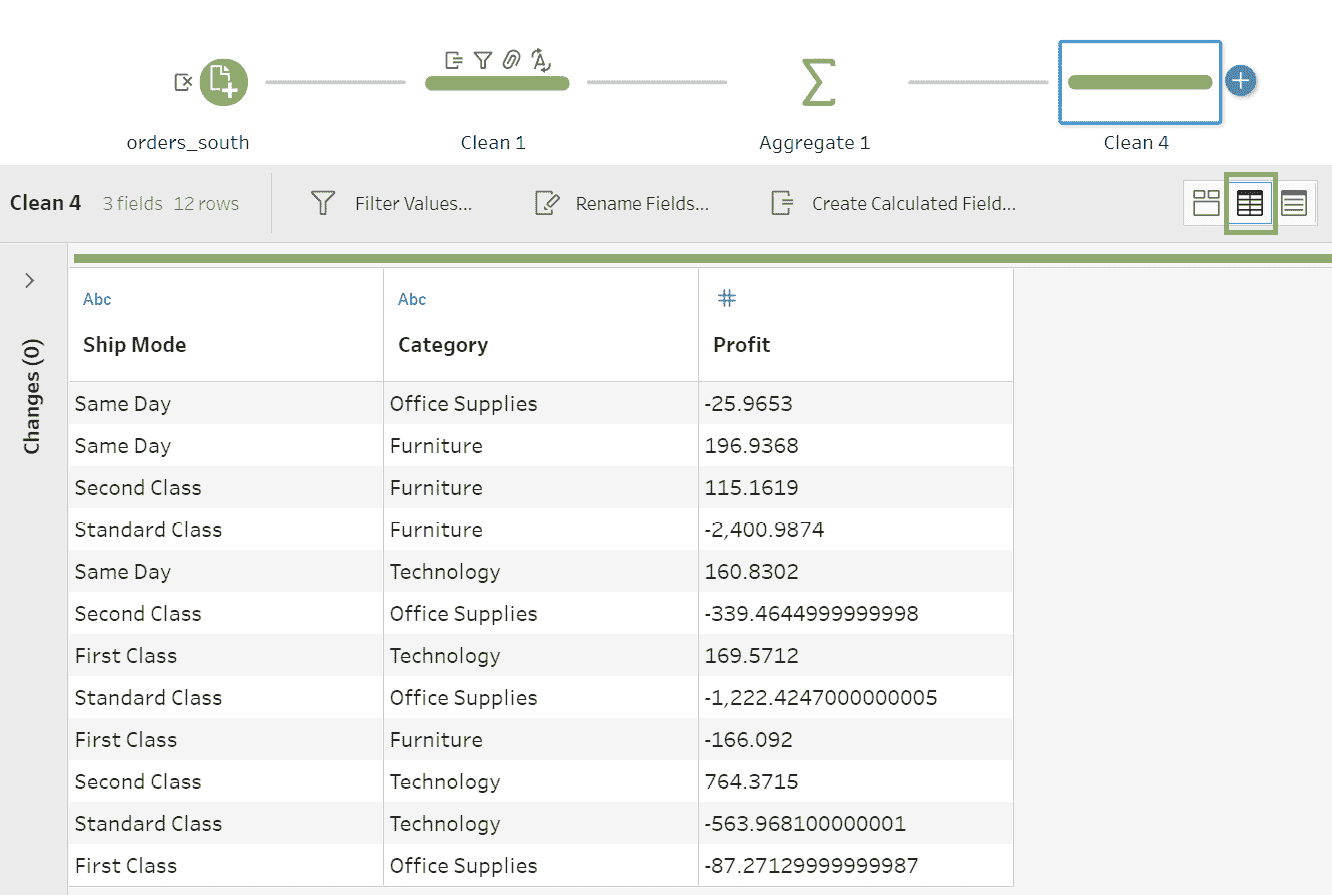 orders_south Clean 1 Aggregate 1 Clean 4
Clean 4 3 fields 12 rows Filter Values... Rename Fields... Create Calculated Field...
Changes (0)
Abc Abc #
Ship Mode Category Profit
Same Day Office Supplies -25.9653
Same Day Furniture 196.9368
Second Class Furniture 115.1619
Standard Class Furniture -2,400.9874
Same Day Technology 160.8302
Second Class Office Supplies -339.4644999999998
First Class Technology 169.5712
Standard Class Office Supplies -1,222.4247000000005
First Class Furniture -166.092
Second Class Technology 764.3715
Standard Class Technology -563.968100000001
First Class Office Supplies -87.27129999999987